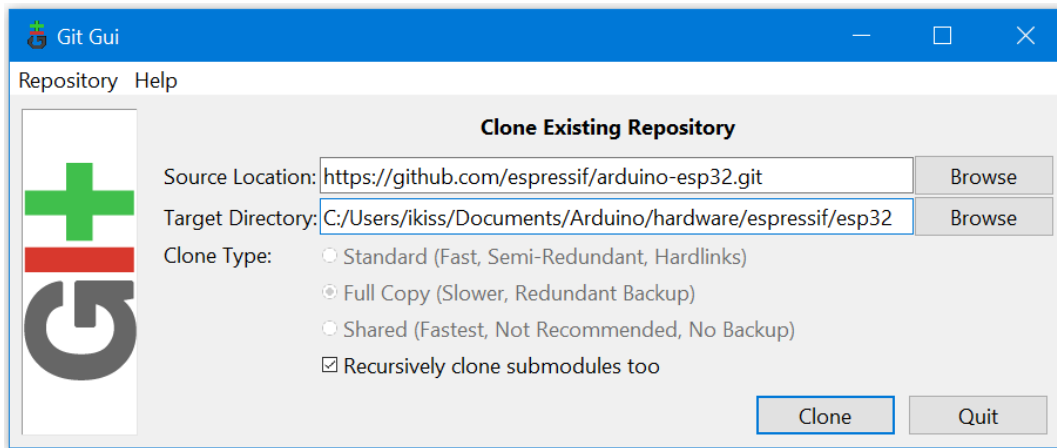 Git Gui
Repository Help
GIT
Clone Existing Repository
Source Location: https://github.com/espressif/arduino-esp32.git Browse
Target Directory: C:/Users/ikiss/Documents/Arduino/hardware/espressif/esp32 Browse
Clone Type: Standard (Fast, Semi-Redundant, Hardlinks)
Full Copy (Slower, Redundant Backup)
Shared (Fastest, Not Recommended, No Backup)
Recursively clone submodules too
Clone Quit